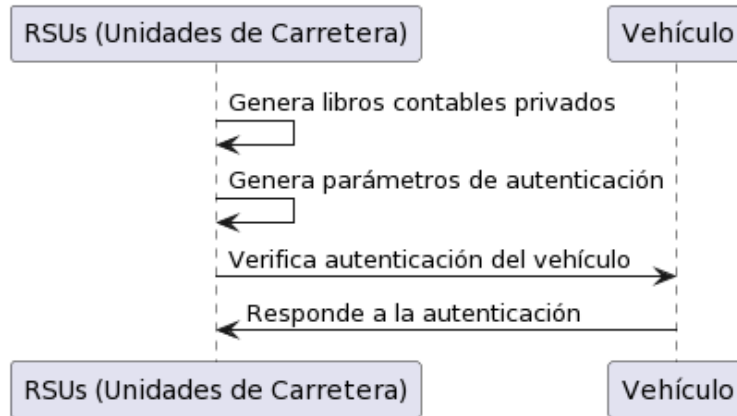 RSUs (Unidades de Carretera) Vehículo
Genera libros contables privados
Genera parámetros de autenticación
Verifica autenticación del vehículo
Responde a la autenticación
RSUs (Unidades de Carretera) Vehículo